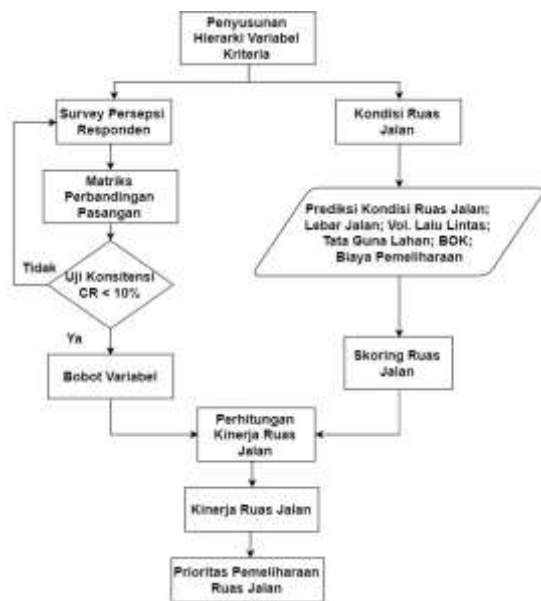 Penyusunan
Hierarki Variabel
Kriteria
Survey Persepsi
Responden
Kondisi Ruas
Jalan
Matriks
Perbandingan
Pasangan
Prediksi Kondisi Ruas Jalan;
Lebar Jalan; Vol. Lalu Lintas;
Tata Guna Lahan; BOK;
Biaya Pemeliharaan
Tidak
Uji Konsitensi
CR < 10%
Ya
Bobot Variabel
Skoring Ruas
Jalan
Perhitungan
Kinerja Ruas
Jalan
Kinerja Ruas Jalan
Prioritas Pemeliharaan
Ruas Jalan